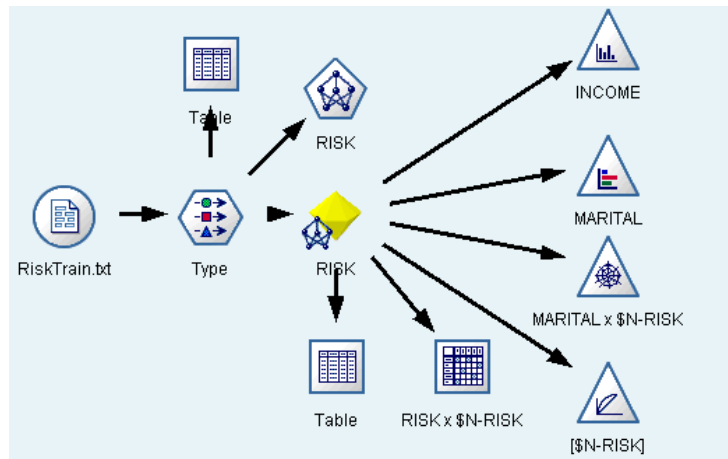 INCOME
Table
RISK
MARITAL
RiskTrain.txt
Type
RISK
MARITAL x $N-RISK
Table
RISK x $N-RISK
[$N-RISK]